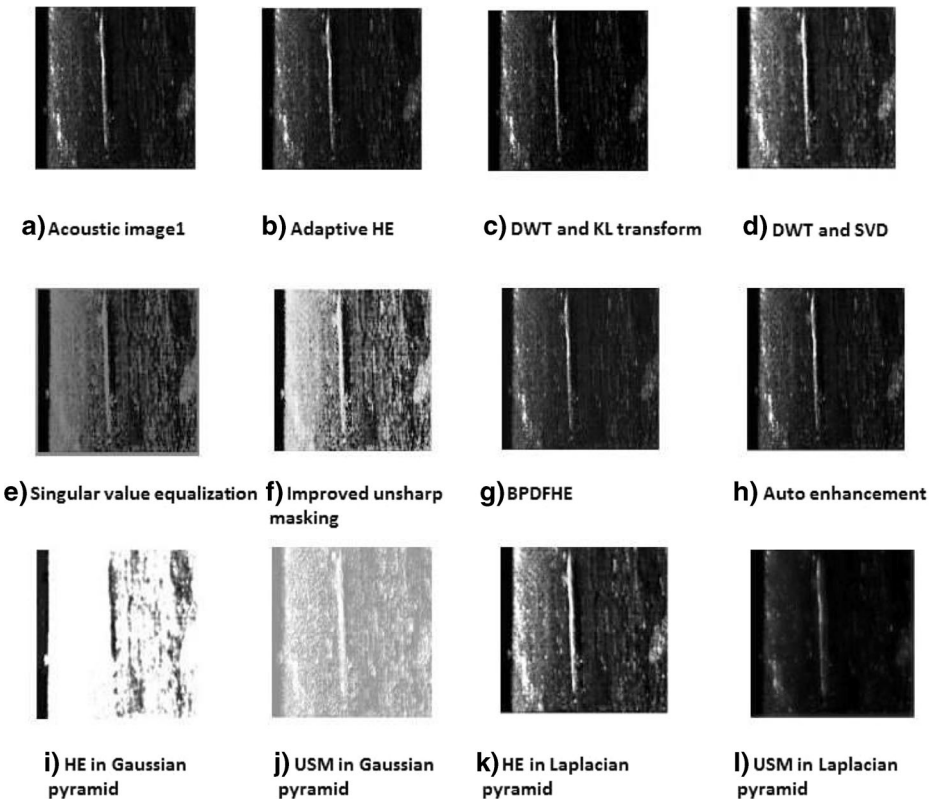 a) Acoustic image1
b) Adaptive HE
c) DWT and KL transform
d) DWT and SVD
e) Singular value equalization
f) Improved unsharp
masking
g) BPDFHE
h) Auto enhancement
i) HE in Gaussian
pyramid
j) USM in Gaussian
pyramid
k) HE in Laplacian
pyramid
l) USM in Laplacian
pyramid